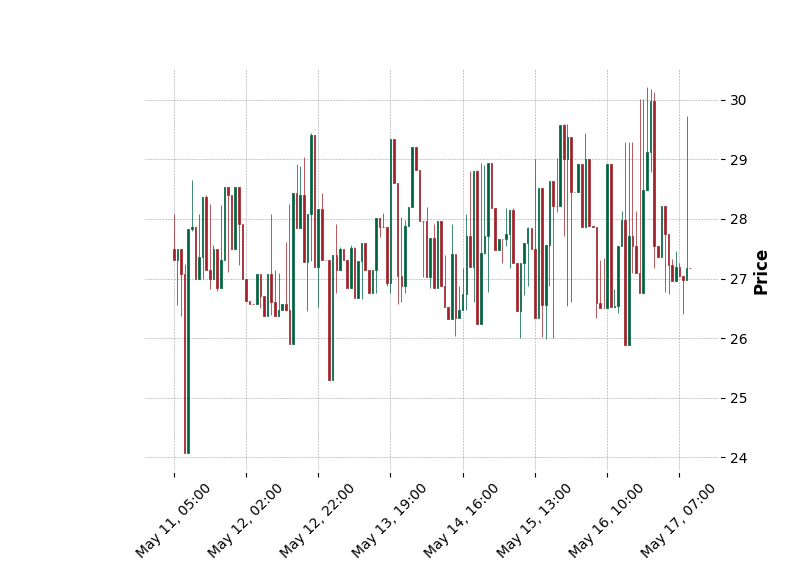 30
29
28
27
26
25
24
Price
May 11, 05:00
May 12, 02:00
May 12, 22:00
May 13, 19:00
May 14, 16:00
May 15, 13:00
May 16, 10:00
May 17, 07:00